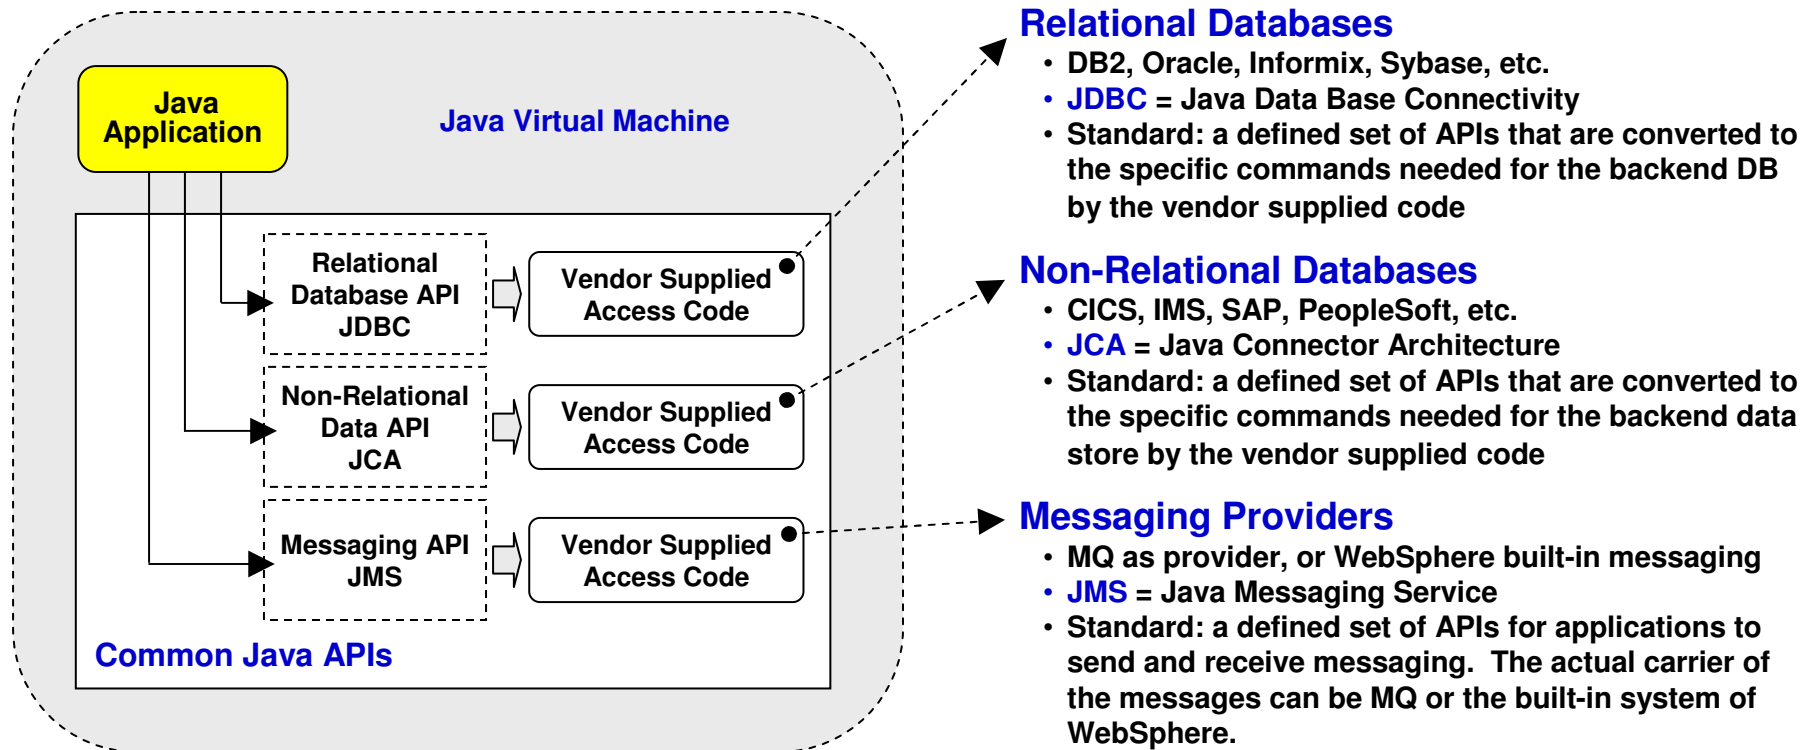 Java
Application
Java Virtual Machine
Relational
Database API
JDBC
Vendor Supplied
Access Code
Non-Relational
Data API
JCA
Vendor Supplied
Access Code
Messaging API
JMS
Vendor Supplied
Access Code
Common Java APIs
Relational Databases
• DB2, Oracle, Informix, Sybase, etc.
• JDBC = Java Data Base Connectivity
• Standard: a defined set of APIs that are converted to
the specific commands needed for the backend DB
by the vendor supplied code
Non-Relational Databases
• CICS, IMS, SAP, PeopleSoft, etc.
• JCA = Java Connector Architecture
• Standard: a defined set of APIs that are converted to
the specific commands needed for the backend data
store by the vendor supplied code
Messaging Providers
• MQ as provider, or WebSphere built-in messaging
• JMS = Java Messaging Service
• Standard: a defined set of APIs for applications to
send and receive messaging.  The actual carrier of
the messages can be MQ or the built-in system of
WebSphere.